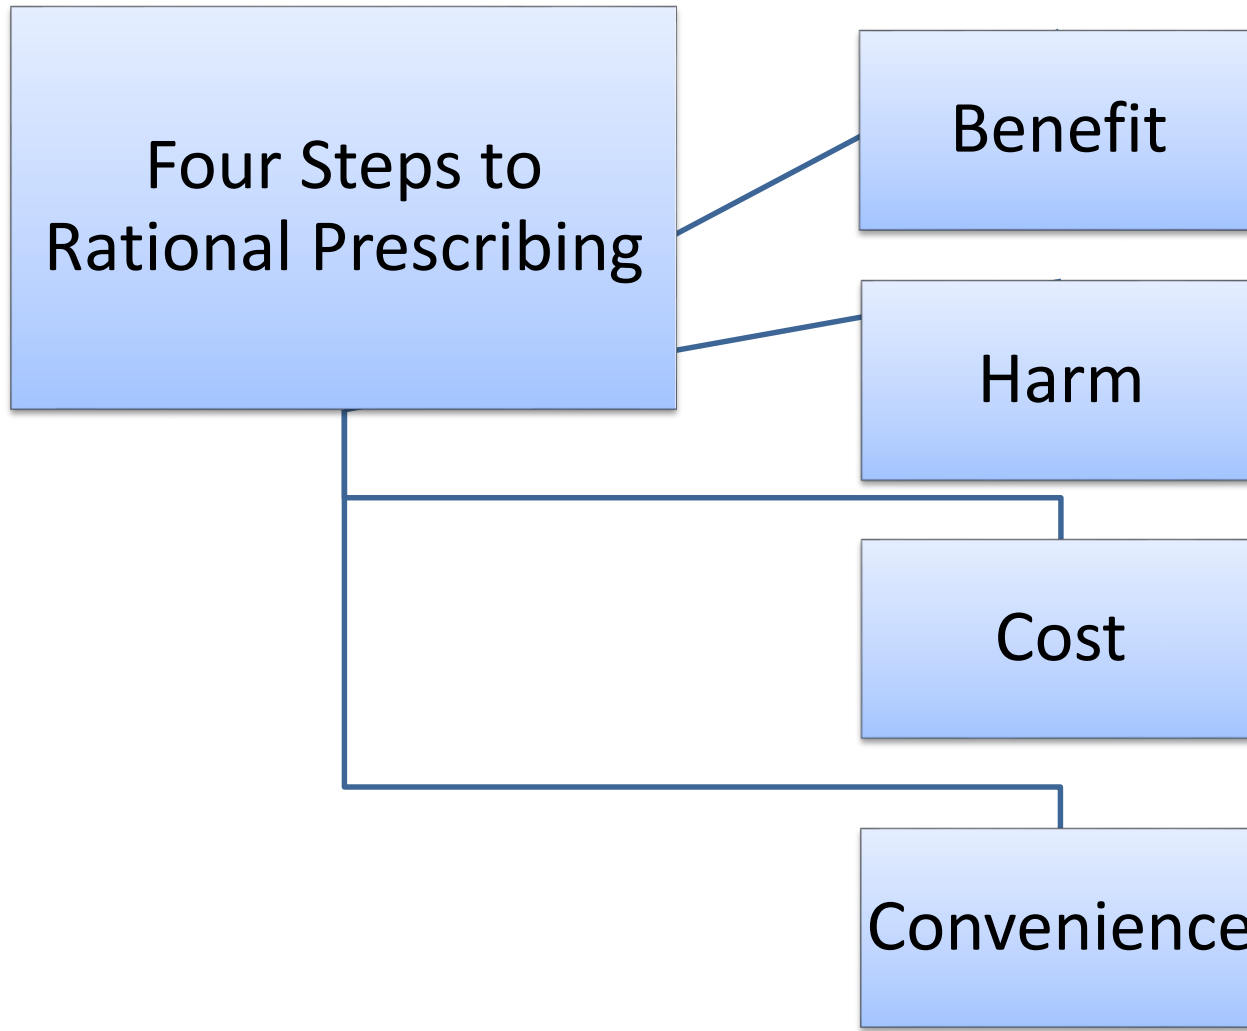 Four Steps to
Rational Prescribing
Benefit
Harm
Cost
Convenience